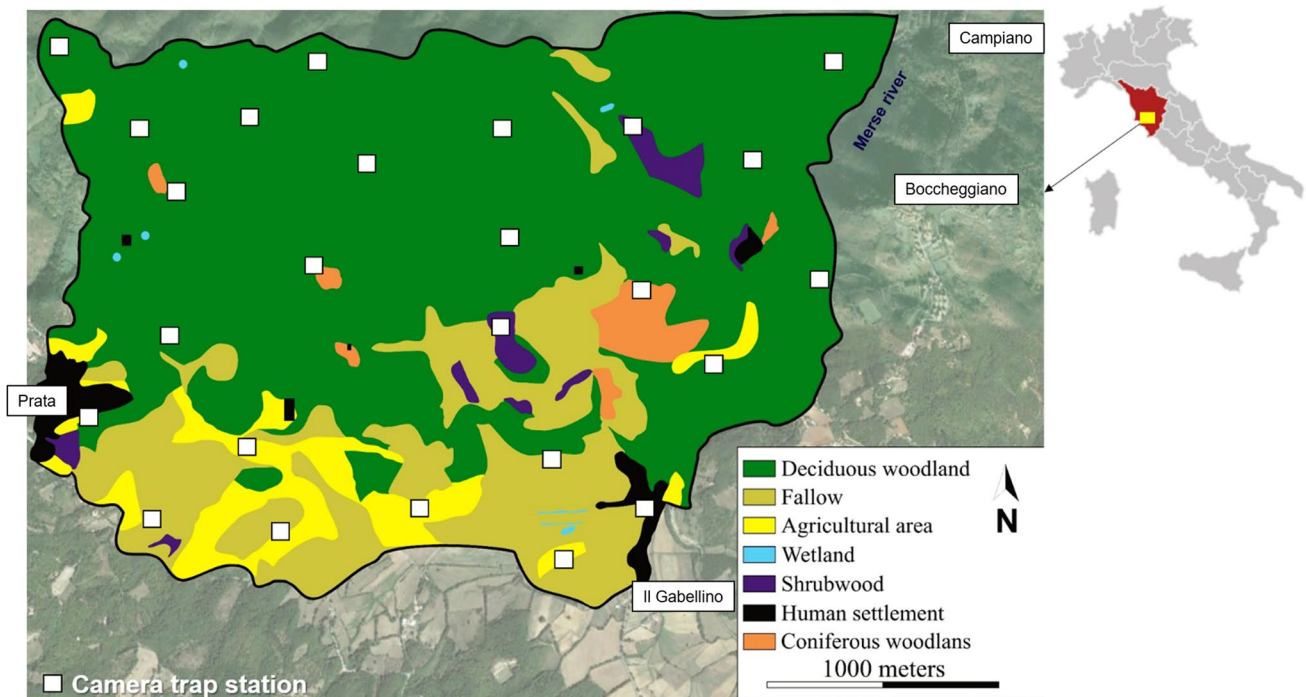 Campiano
Merse river
Boccheggiano
Prata
Il Gabellino
Deciduous woodland
Fallow
Agricultural area
Wetland
Shrubwood
Human settlement
Coniferous woodlans
1000 meters
N
Camera trap station